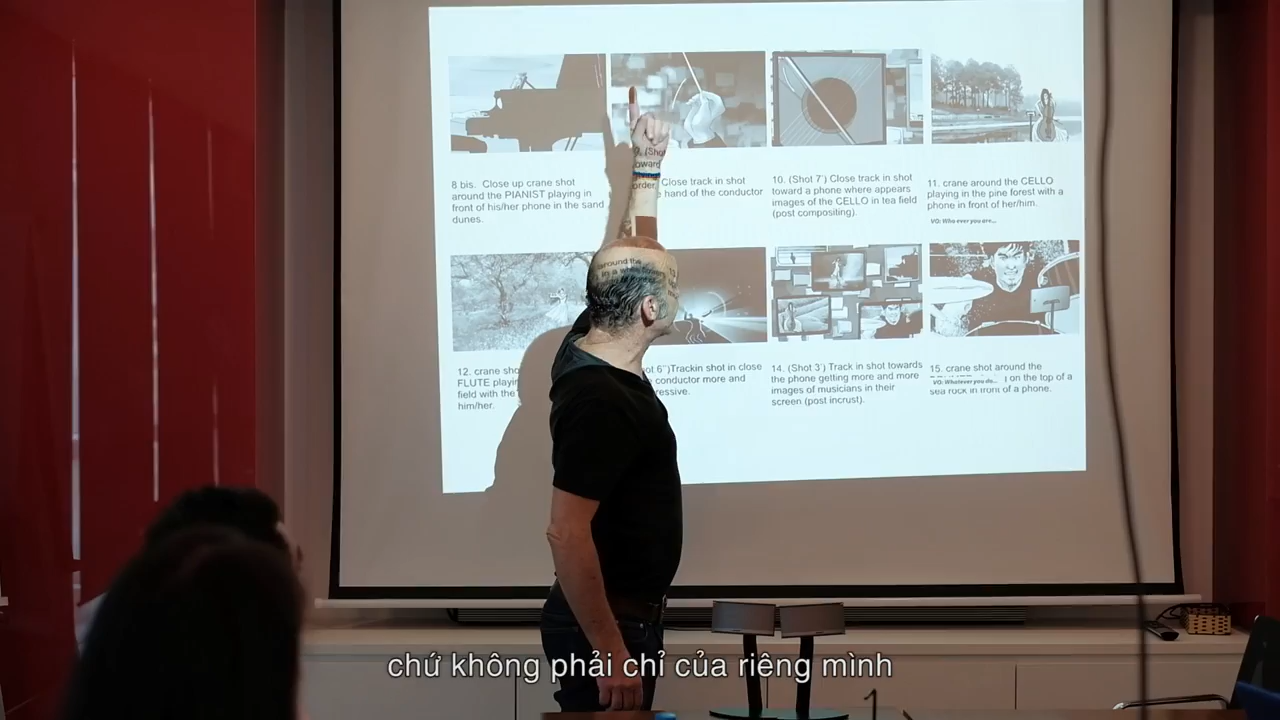 8 bis. Close up crane shot
around the PIANIST playing in
front of his/her phone in the sand
dunes.
9. (Shot
oward
order.
Close track in shot
hand of the conductor
10. (Shot 7') Close track in shot
toward a phone where appears
images of the CELLO in tea field
(post compositing).
11. crane around the CELLO
playing in the pine forest with a
phone in front of her/him.
VO: Who ever you are...
around the
in a
12. crane
FLUTE
field with the
him/her.
6'')Trackin shot in close
conductor more and
14. (Shot 3') Track in shot towards
the phone getting more and more
images of musicians in their
screen (post incrust).
15. crane shot around the
VO: Whatever you do...
on the top of a
sea rock in front of a phone.
chứ không phải chỉ của riêng mình